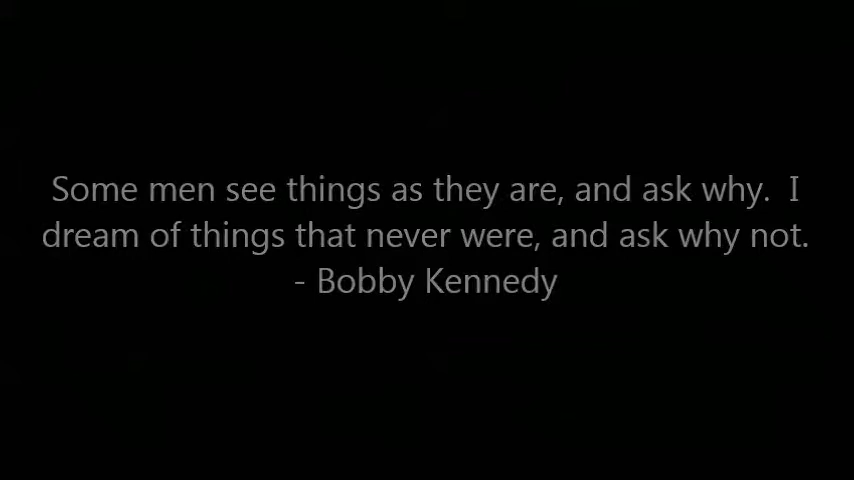 Some men see things as they are, and ask why.  I
dream of things that never were, and ask why not.
- Bobby Kennedy